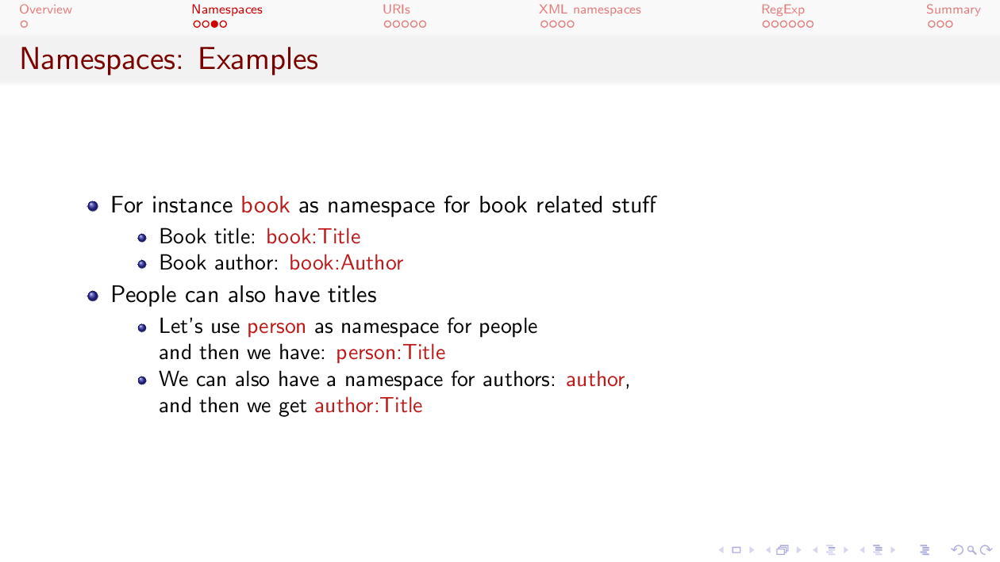 Overview
Namespaces
URIs
XML namespaces
RegExp
Summary
Namespaces: Examples
For instance book as namespace for book related stuff
Book title: book:Title
Book author: book:Author
People can also have titles
Let's use person as namespace for people
and then we have: person:Title
We can also have a namespace for authors: author,
and then we get author:Title